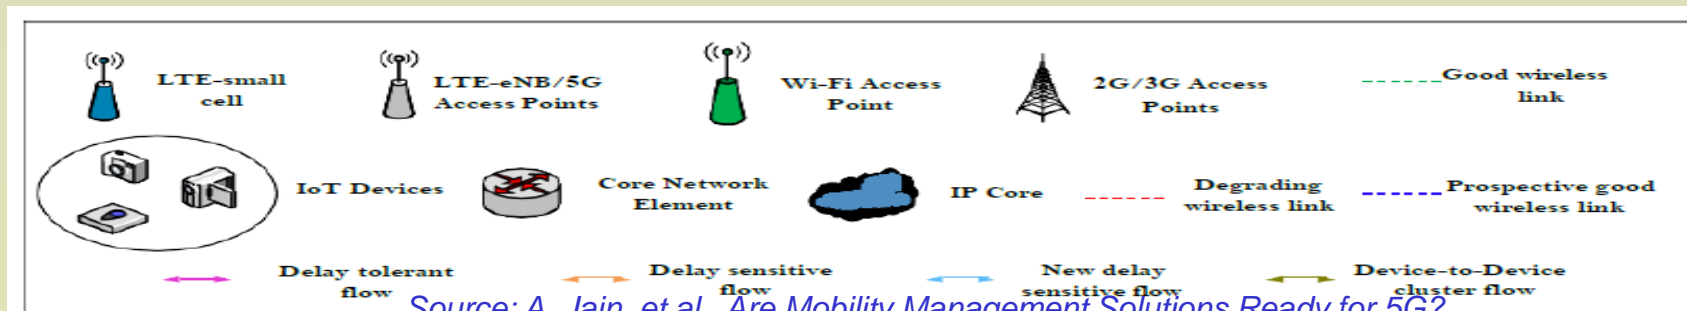 LTE-small
cell
LTE-eNB/5G
Access Points
Wi-Fi Access
Point
2G/3G Access
Points
Good wireless
link
IoT Devices
Core Network
Element
IP Core
Degrading
wireless link
Prospective good
wireless link
Delay tolerant
flow
Delay sensitive
flow
New delay
sensitive flow
Device-to-Device
cluster flow
Source: A. Jain, et al., Are Mobility Management Solutions Ready for 5G?